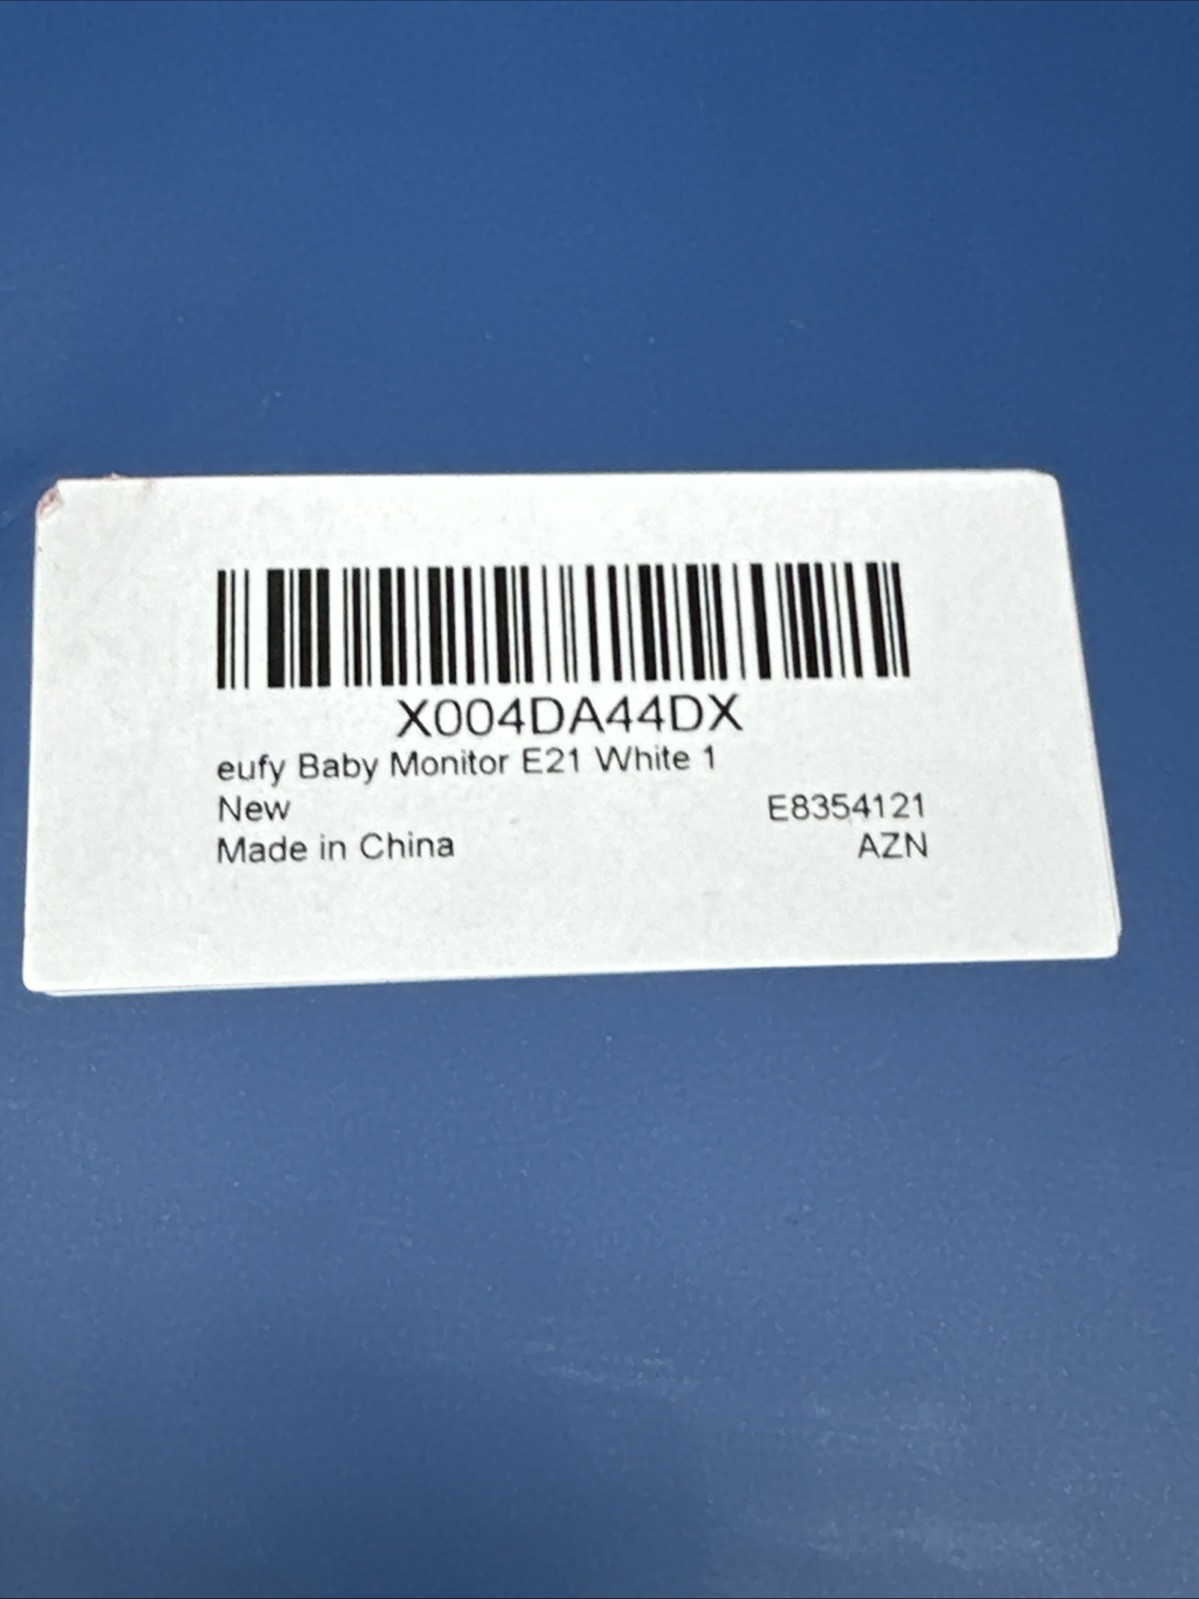 X004DA44DX
eufy Baby Monitor E21 White 1
New E8354121
Made in China AZN